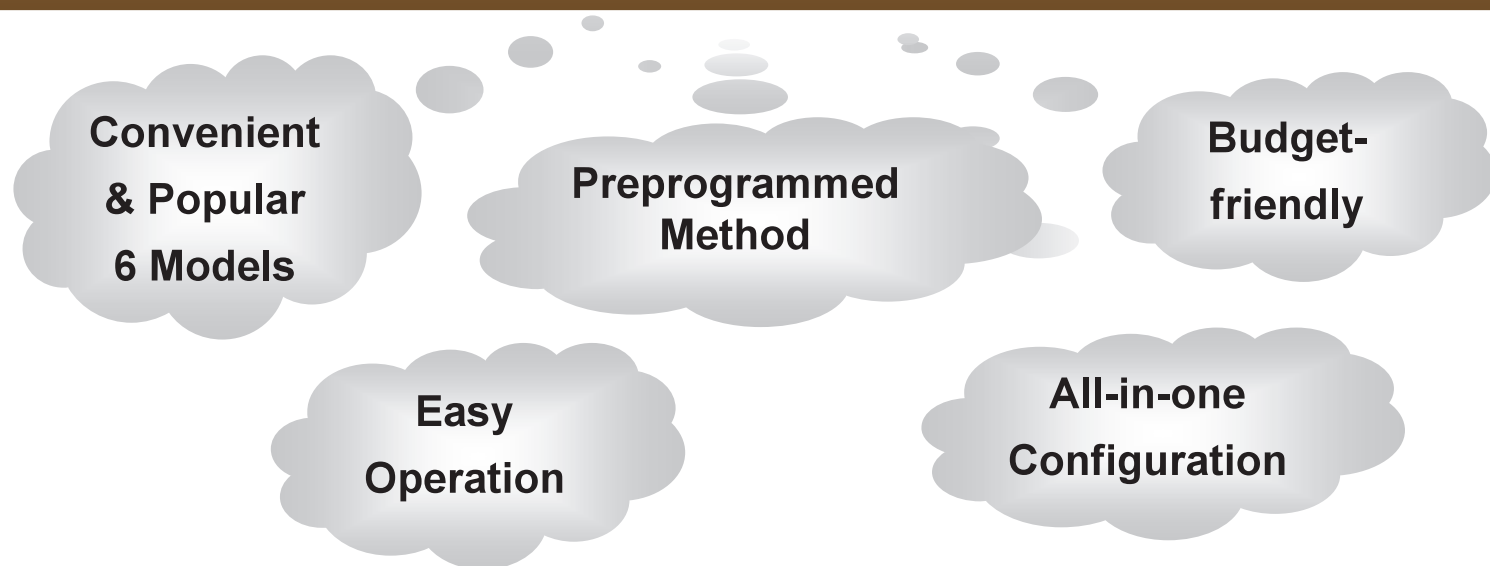 Convenient
& Popular
6 Models
Preprogrammed
Method
Budget-
friendly
Easy
Operation
All-in-one
Configuration